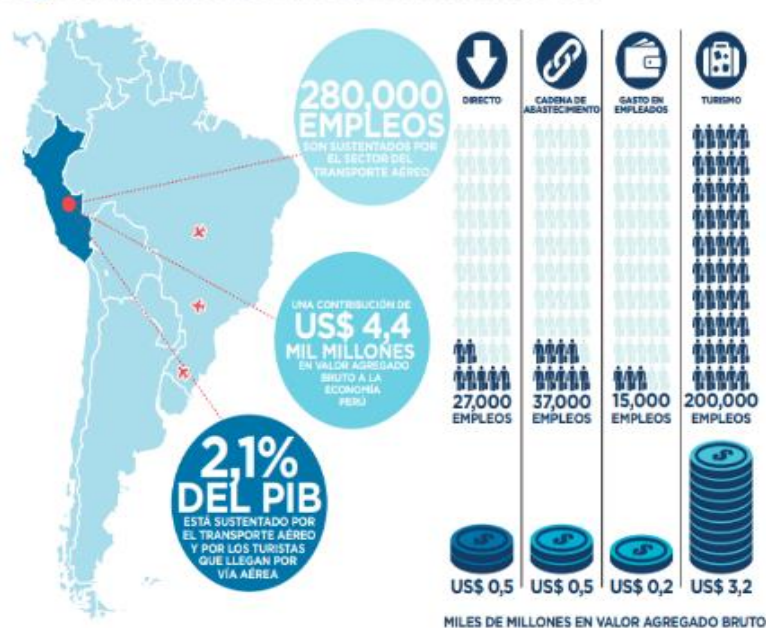 280,000
EMPLEOS
SON SUSTENTADOS POR
EL SECTOR DEL
TRANSPORTE AÉREO
UNA CONTRIBUCIÓN DE
US$ 4,4
MIL MILLONES
EN VALOR AGREGADO
BRUTO A LA
ECONOMÍA
PERÚ
2,1%
DEL PIB
ESTÁ SUSTENTADO POR
EL TRANSPORTE AÉREO
Y POR LOS TURISTAS
QUE LLEGAN POR
VÍA AÉREA
DIRECTO
CADENA DE
ABASTECIMIENTO
GASTO EN
EMPLEADOS
TURISMO
27,000
EMPLEOS
37,000
EMPLEOS
15,000
EMPLEOS
200,000
EMPLEOS
US$ 0,5
US$ 0,5
US$ 0,2
US$ 3,2
MILES DE MILLONES EN VALOR AGREGADO BRUTO